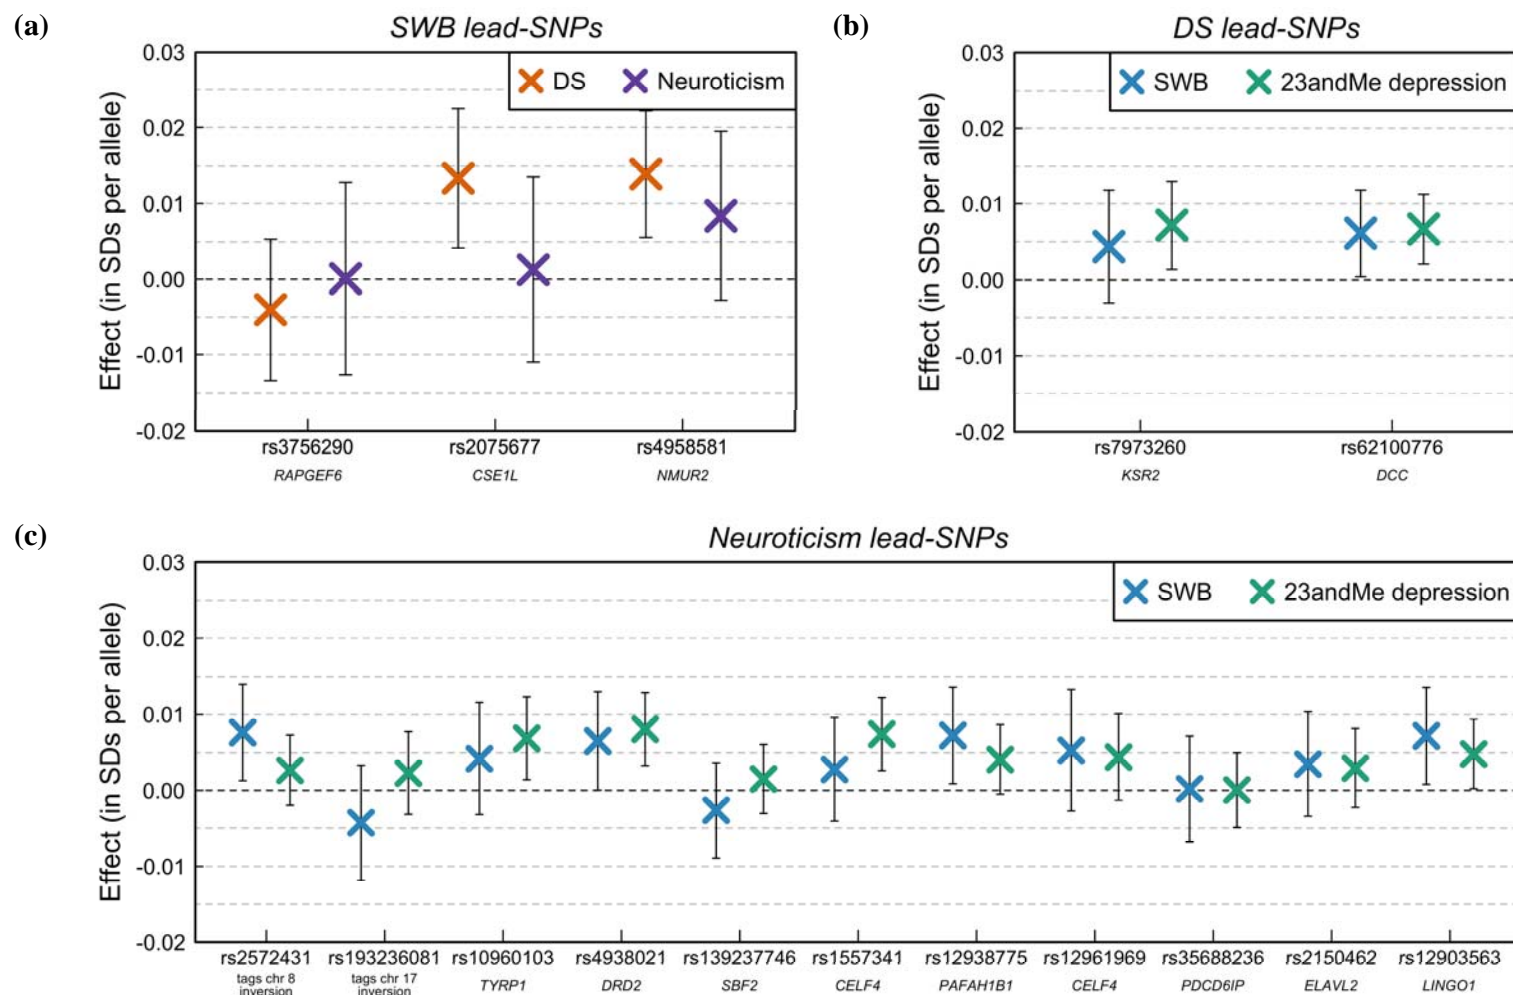 (a)
SWB lead-SNPs
DS
Neuroticism
Effect (in SDs per allele)
0.03
0.02
0.01
0.00
-0.01
-0.02
rs3756290 rs2075677 rs4958581
RAPGEF6 CSE1L NMUR2
(b)
DS lead-SNPs
SWB
23andMe depression
Effect (in SDs per allele)
0.03
0.02
0.01
0.00
-0.01
-0.02
rs7973260 rs62100776
KSR2 DCC
(c)
Neuroticism lead-SNPs
SWB
23andMe depression
Effect (in SDs per allele)
0.03
0.02
0.01
0.00
-0.01
-0.02
rs2572431 rs193236081 rs10960103 rs4938021 rs139237746 rs1557341 rs12938775 rs12961969 rs35688236 rs2150462 rs12903563
tags chr 8 tags chr 17 TYRP1 DRD2 SBF2 CELF4 PAFAH1B1 CELF4 PDCD6IP ELAVL2 LINGO1
inversion inversion